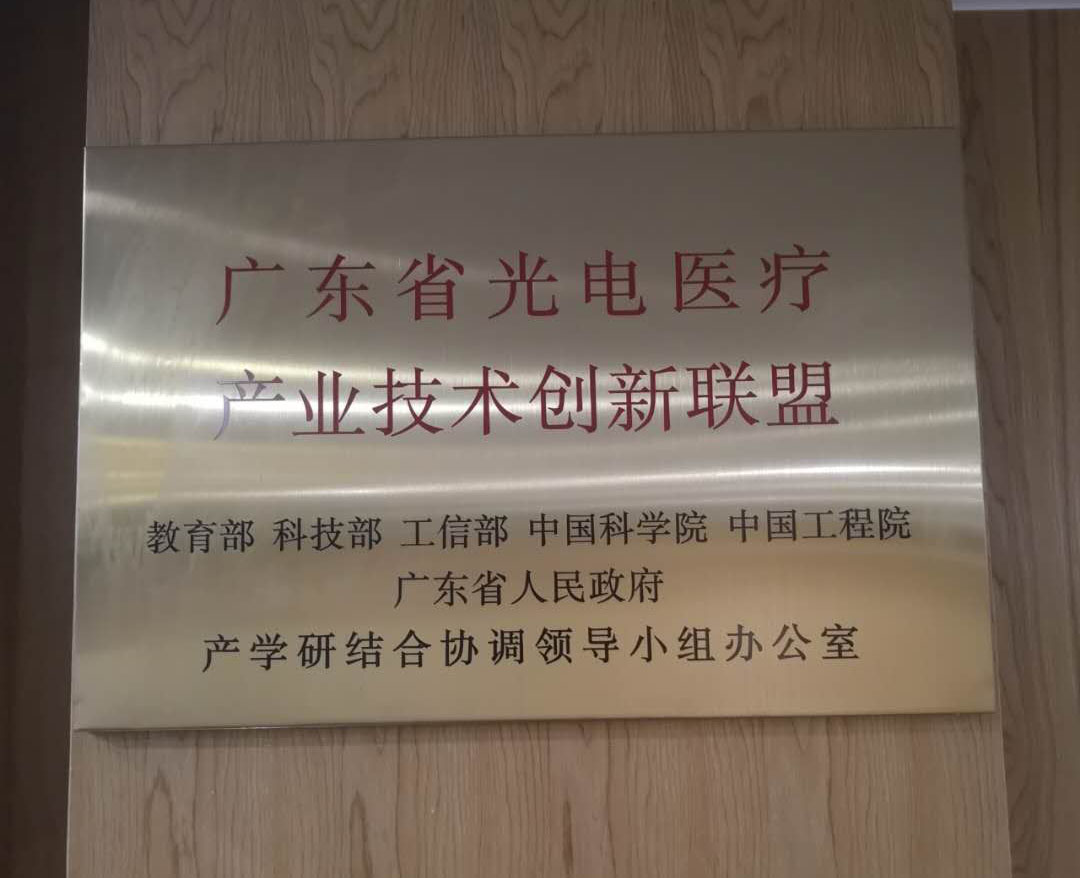 广东省光电医疗
产业技术创新联盟
教育部 科技部 工信部 中国科学院 中国工程院
广东省人民政府
产学研结合协调领导小组办公室